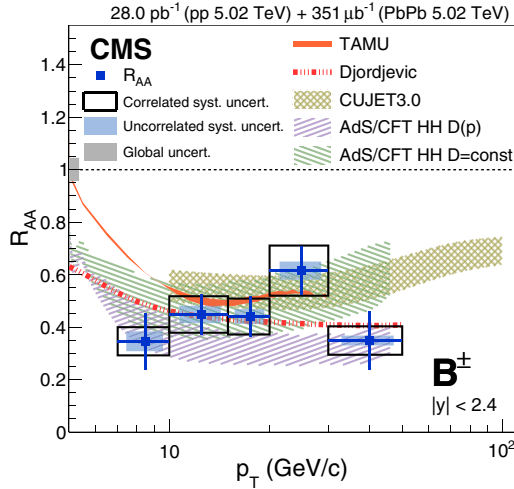 28.0 pb⁻¹ (pp 5.02 TeV) + 351 μb⁻¹ (PbPb 5.02 TeV)
CMS
R_AA
Correlated syst. uncert.
Uncorrelated syst. uncert.
Global uncert.
TAMU
Djordjevic
CUJET3.0
AdS/CFT HH D(p)
AdS/CFT HH D=const
R_AA
1.4
1.2
1
0.8
0.6
0.4
0.2
0
B±
|y| < 2.4
10
10²
p_T (GeV/c)